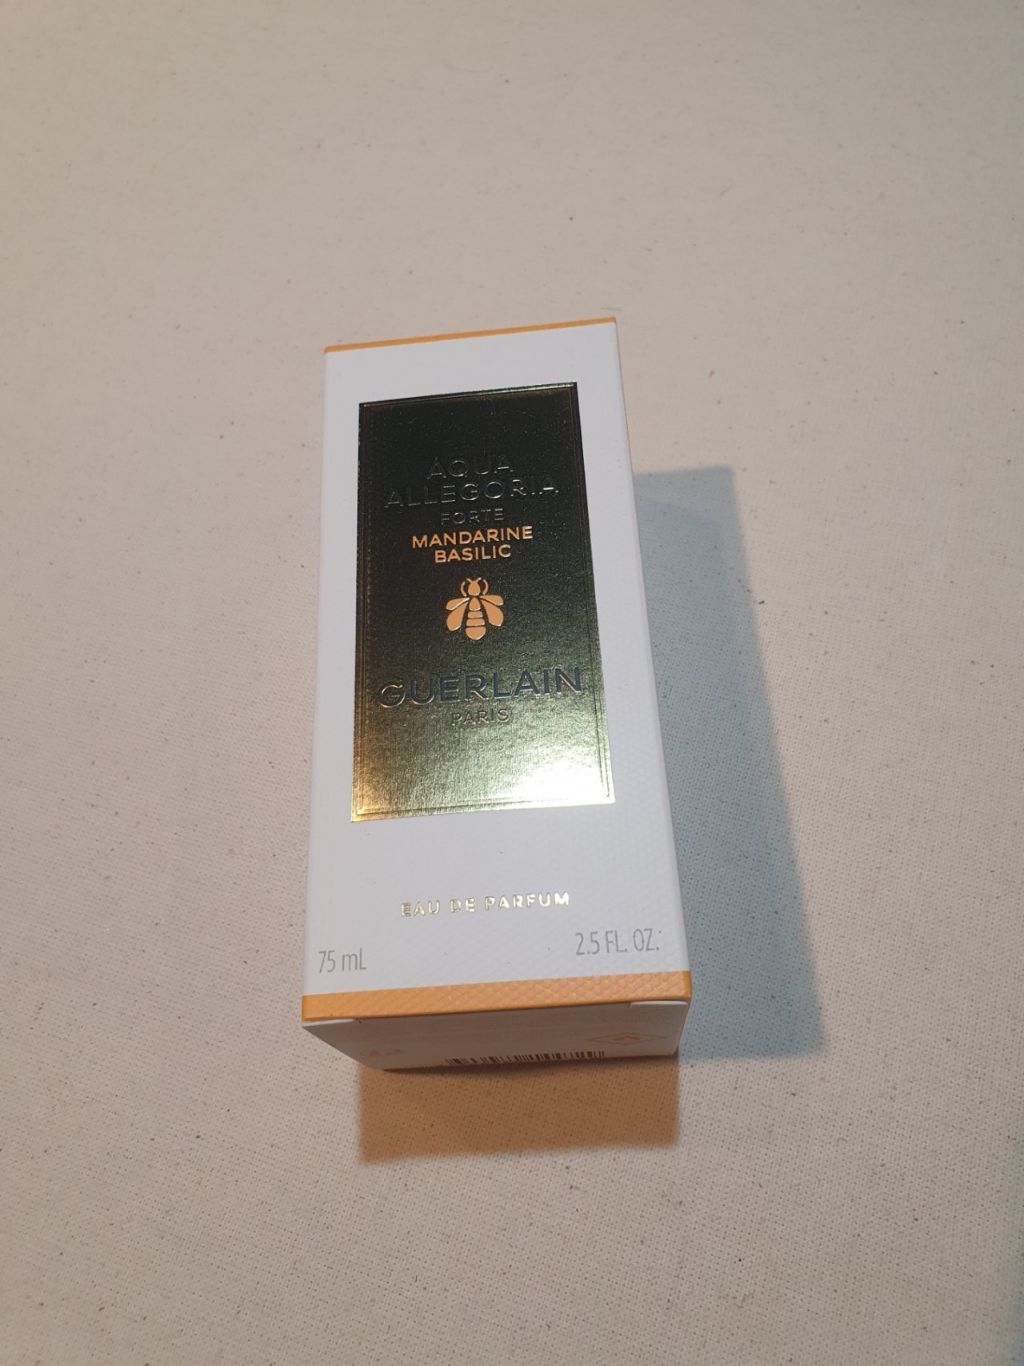 AQUA
ALLEGORIA
FORTE
MANDARINE
BASILIC
GUERLAIN
PARIS
EAU DE PARFUM
75 mL 2.5 FL. OZ.